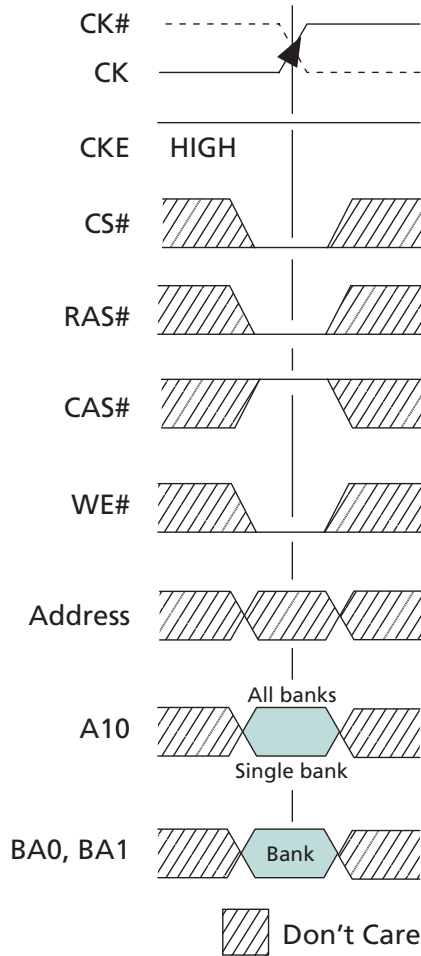 CK#
CK
CKE HIGH
CS#
RAS#
CAS#
WE#
Address
All banks
A10
Single bank
BA0, BA1 Bank
Don't Care